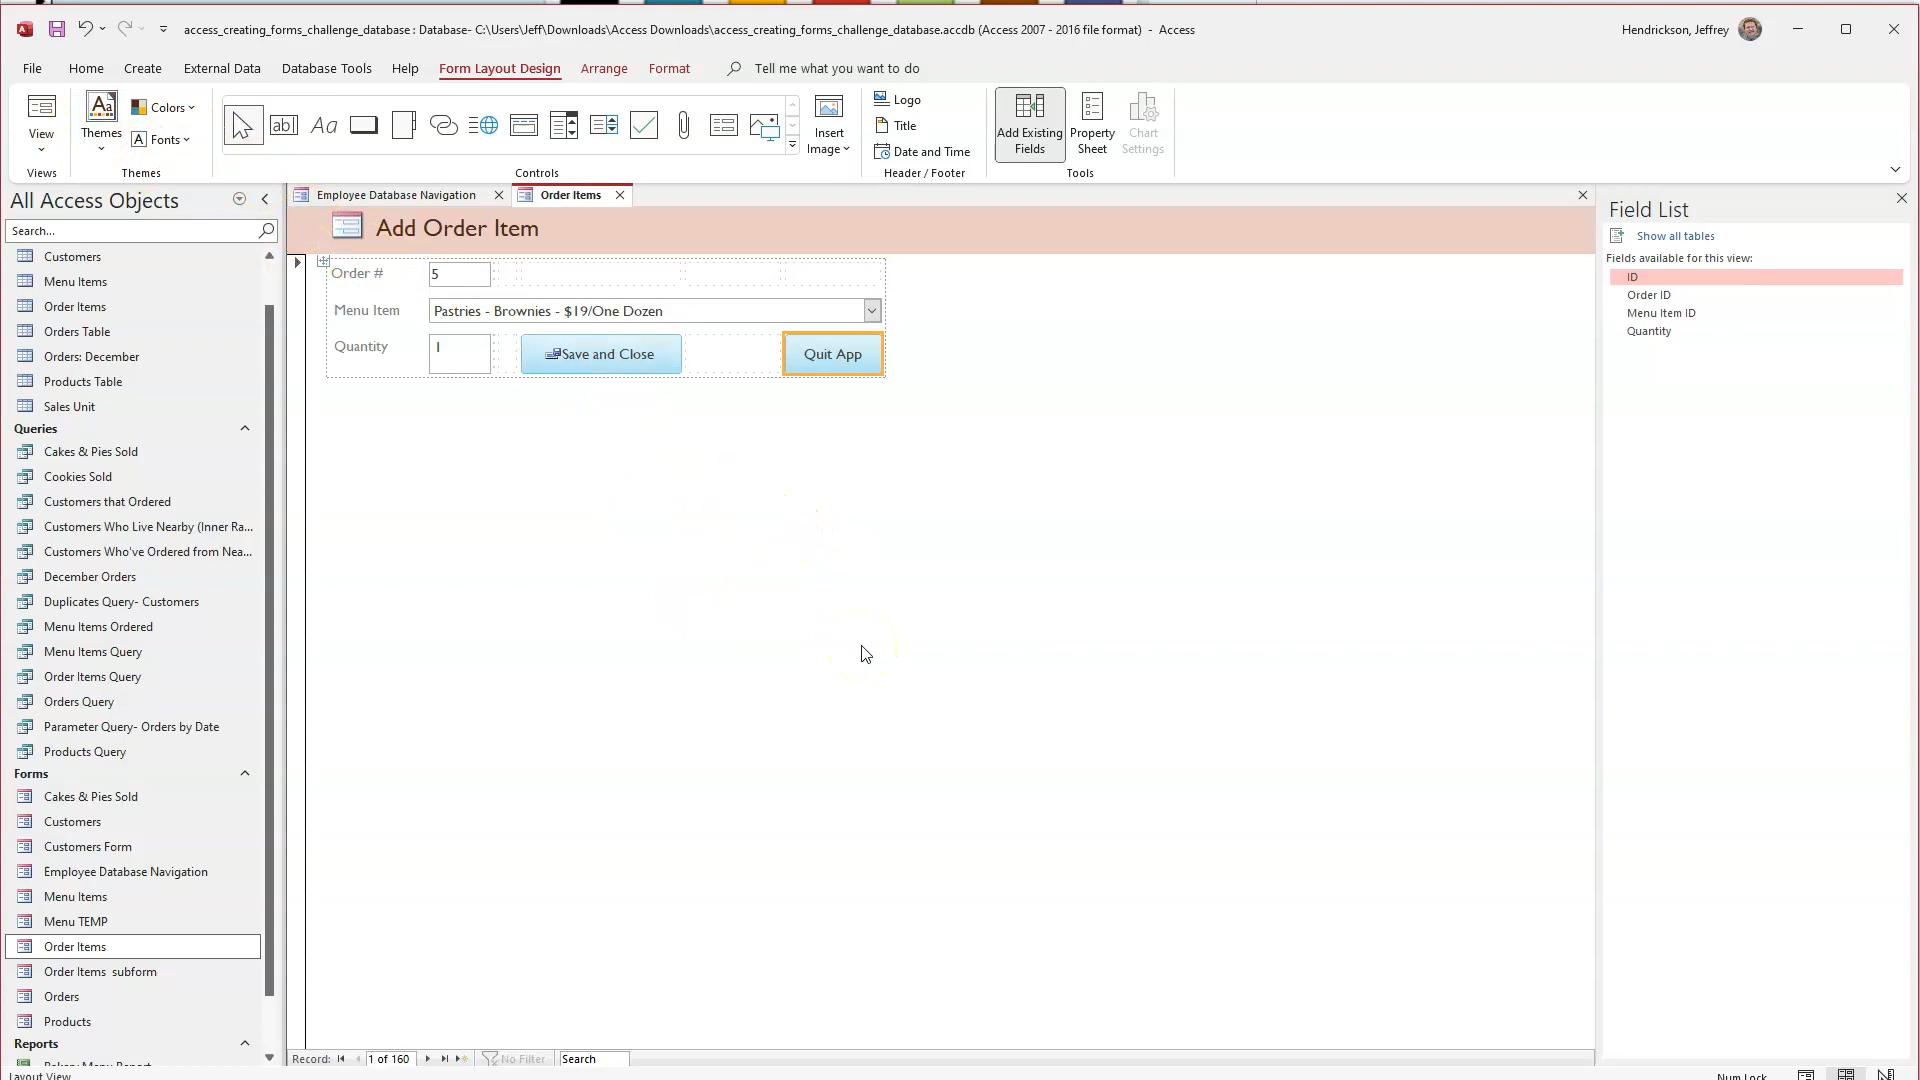 access_creating_forms_challenge_database : Database- C:\Users\Jeff\Downloads\Access Downloads\access_creating_forms_challenge_database.accdb (Access 2007 - 2016 file format) - Access
Hendrickson, Jeffrey
File Home Create External Data Database Tools Help Form Layout Design Arrange Format Tell me what you want to do
View
Themes
Colors
Fonts
Insert
Image
Logo
Title
Date and Time
Add Existing
Fields
Property
Sheet
Chart
Settings
Views Themes Controls Header / Footer Tools
All Access Objects
Search...
Customers
Menu Items
Order Items
Orders Table
Orders: December
Products Table
Sales Unit
Queries
Cakes & Pies Sold
Cookies Sold
Customers that Ordered
Customers Who Live Nearby (Inner Ra...
Customers Who've Ordered from Nea...
December Orders
Duplicates Query- Customers
Menu Items Ordered
Menu Items Query
Order Items Query
Orders Query
Parameter Query- Orders by Date
Products Query
Forms
Cakes & Pies Sold
Customers
Customers Form
Employee Database Navigation
Menu Items
Menu TEMP
Order Items
Order Items subform
Orders
Products
Reports
Employee Database Navigation
Order Items
Add Order Item
Order # 5
Menu Item Pastries - Brownies - $19/One Dozen
Quantity 1 Save and Close Quit App
Record: 1 of 160 No Filter Search
Field List
Show all tables
Fields available for this view:
ID
Order ID
Menu Item ID
Quantity
Layout View
Num Lock